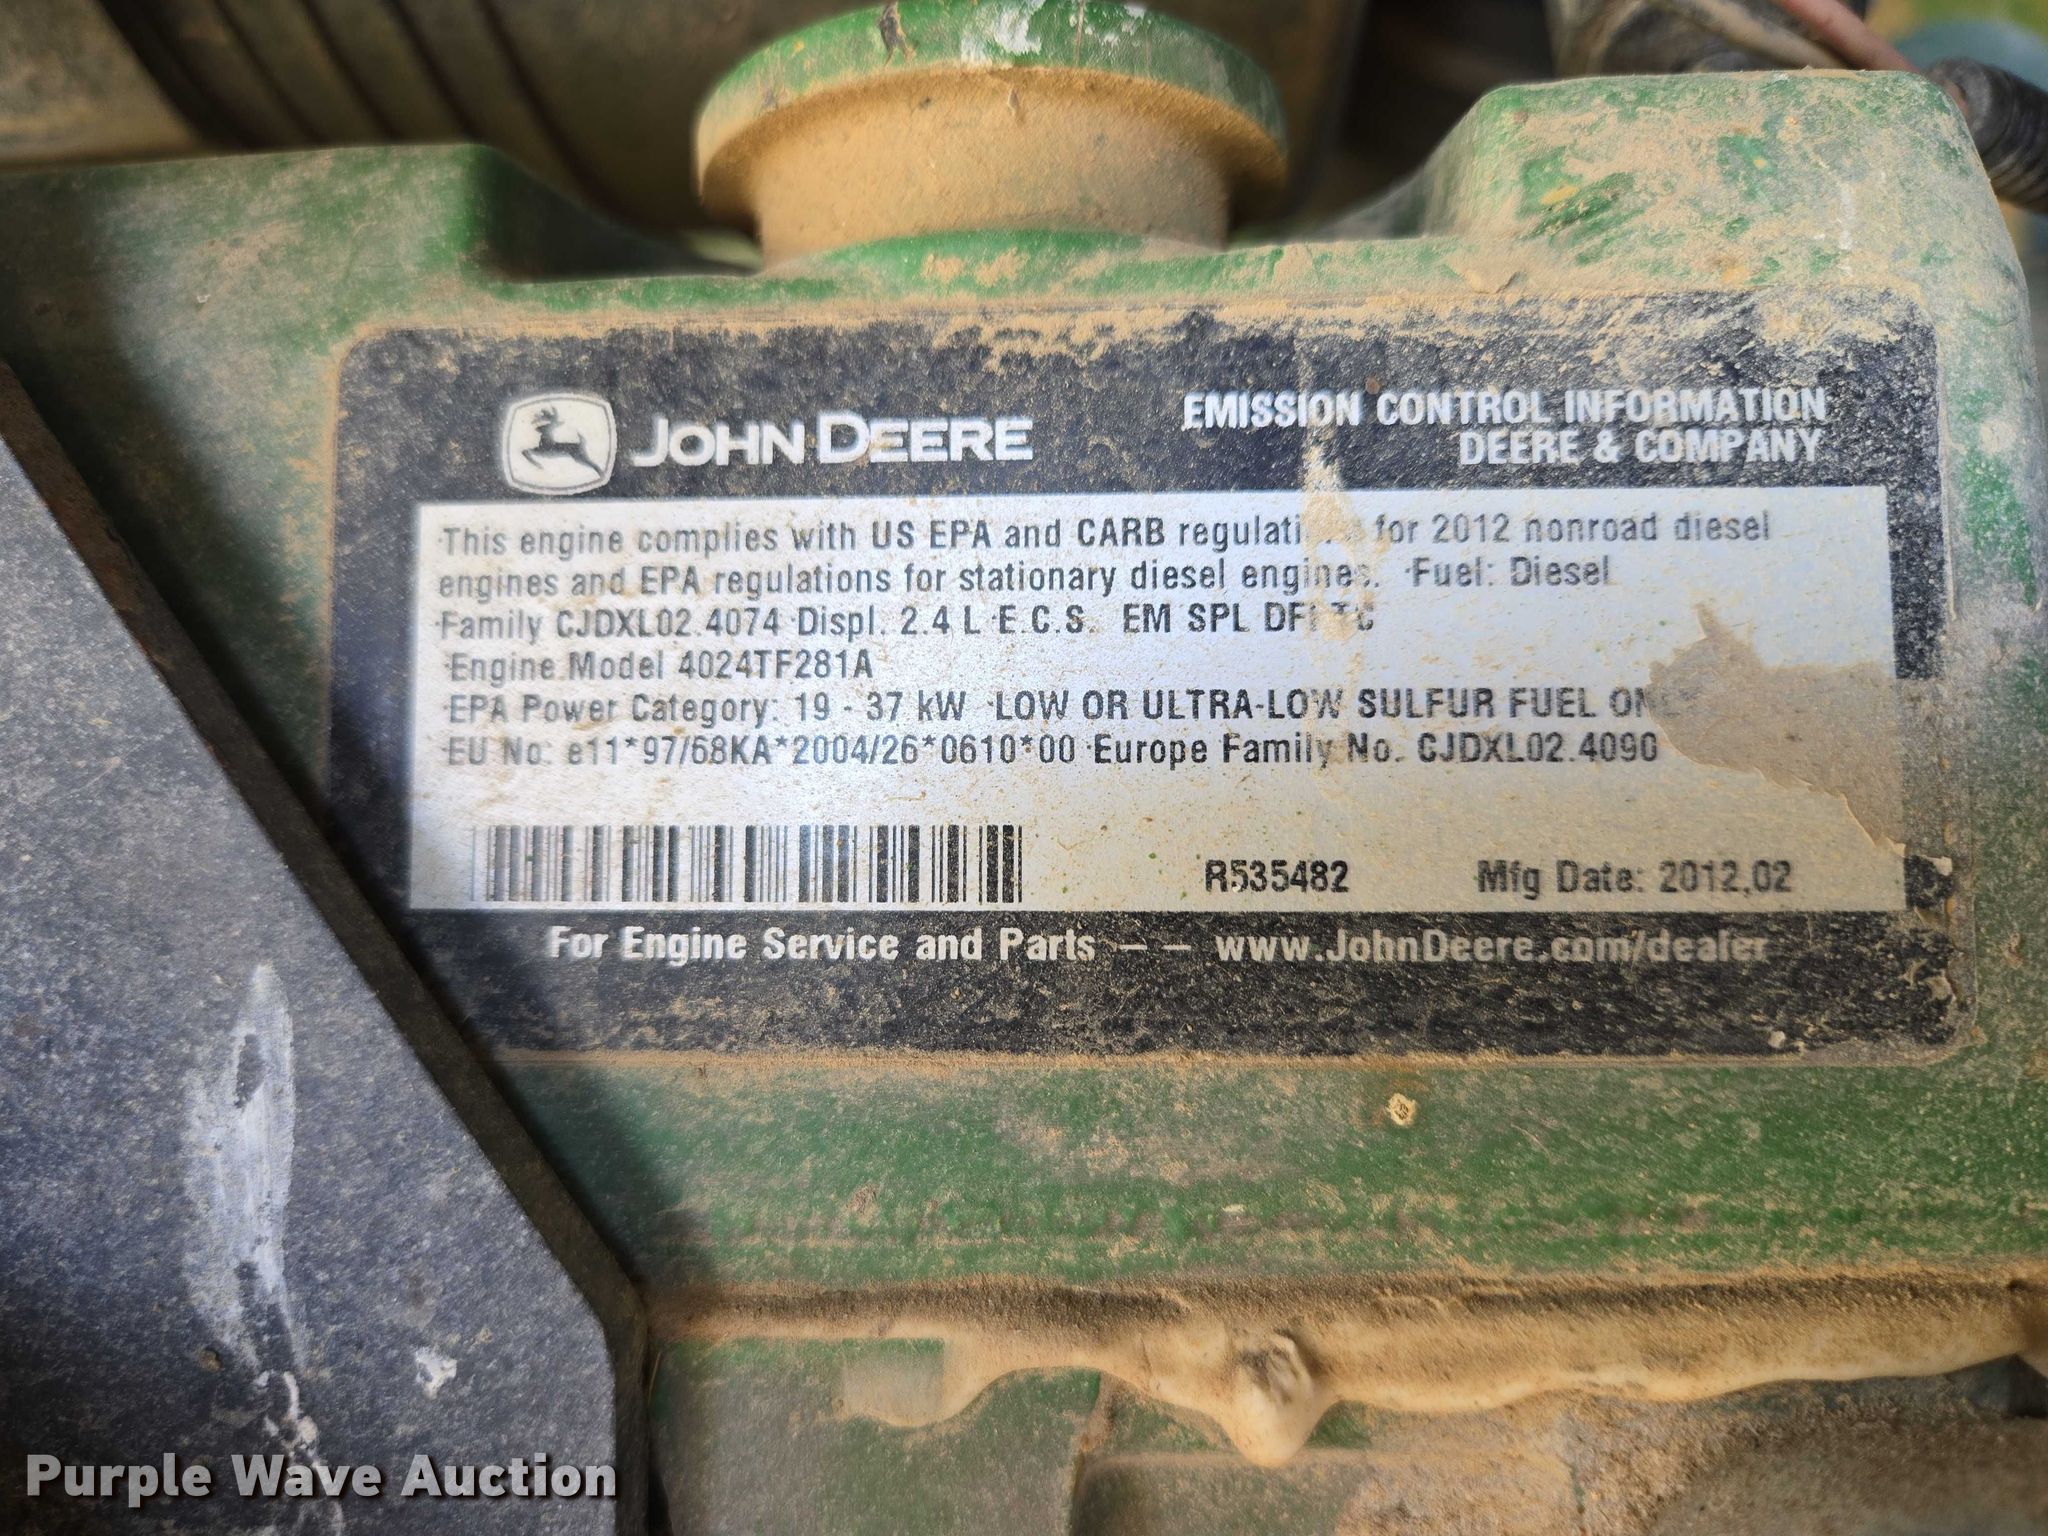 JOHN DEERE
EMISSION CONTROL INFORMATION
DEERE & COMPANY
·This engine complies with US EPA and CARB for 2012 nonroad diesel
engines and EPA regulations for stationary diesel engines. ·Fuel: Diesel
·Family CJDXL02.4074 ·Displ. 2.4 L ·E.C.S. EM SPL
·Engine Model 4024TF281A
·EPA Power Category: 19 - 37 kW ·LOW OR ULTRA-LOW SULFUR FUEL
·EU No: e11*97/68KA*2004/26*0610*00 ·Europe Family No. CJDXL02.4090
R535482 Mfg Date: 2012,02
For Engine Service and Parts – – www.JohnDeere.com/dealer
Purple Wave Auction